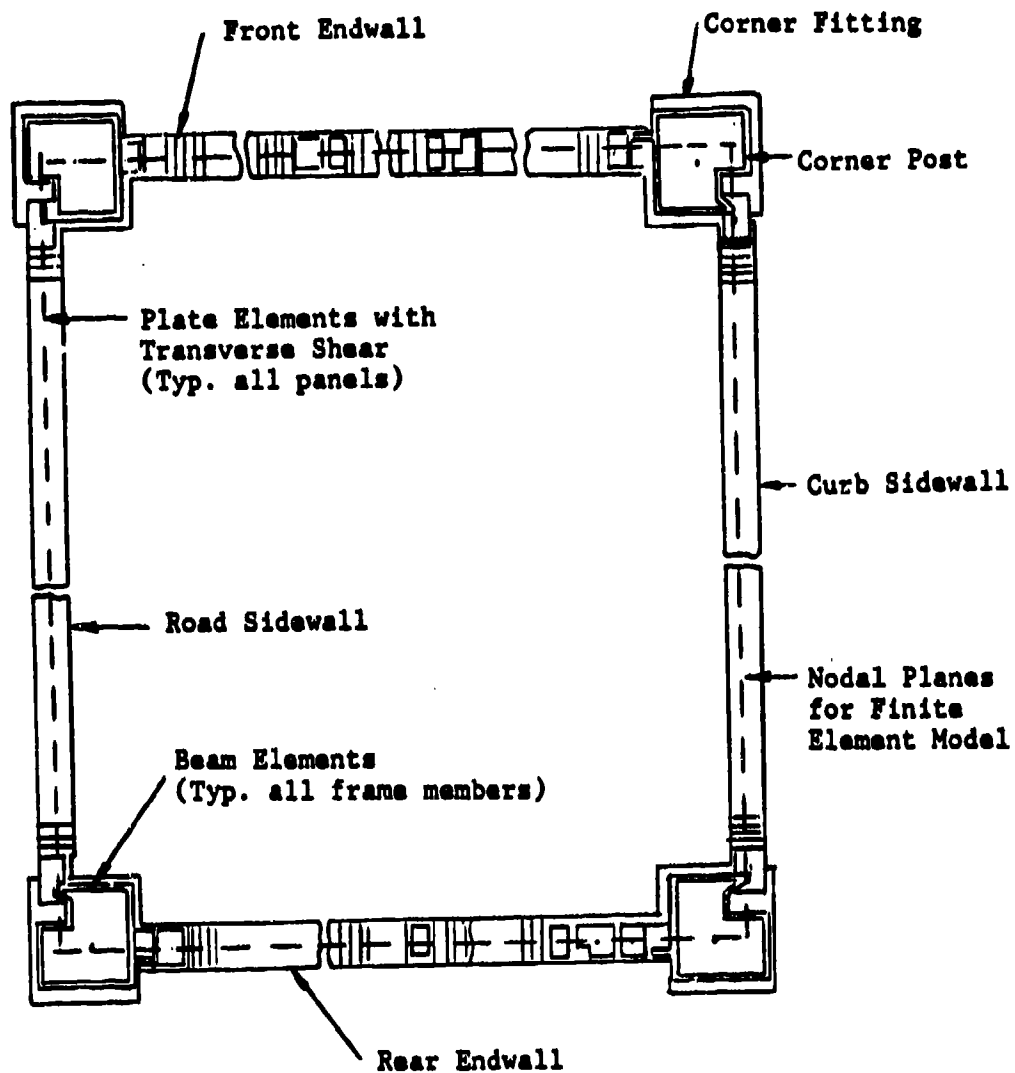 Front Endwall
Corner Fitting
Corner Post
Plate Elements with
Transverse Shear
(Typ. all panels)
Curb Sidewall
Road Sidewall
Nodal Planes
for Finite
Element Model
Beam Elements
(Typ. all frame members)
Rear Endwall